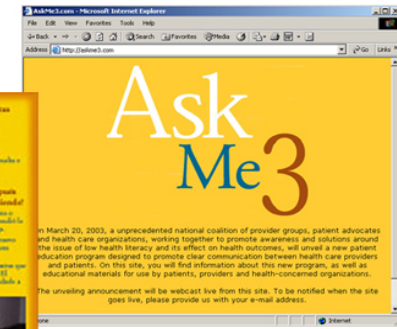 AskMe3.com - Microsoft Internet Explorer
File Edit View Favorites Tools Help
Back Search Favorites Media
Address http://askme3.com Go Links
Ask
Me 3
On March 20, 2003, a unprecedented national coalition of provider groups, patient advocates
and health care organizations, working together to promote awareness and solutions around
the issue of low health literacy and its effect on health outcomes, will unveil a new patient
education program designed to promote clear communication between health care providers
and patients. On this site, you will find information about this new program, as well as
educational materials for use by patients, providers and health-concerned organizations.
The unveiling announcement will be webcast live from this site. To be notified when the site
goes live, please provide us with your e-mail address.
Internet